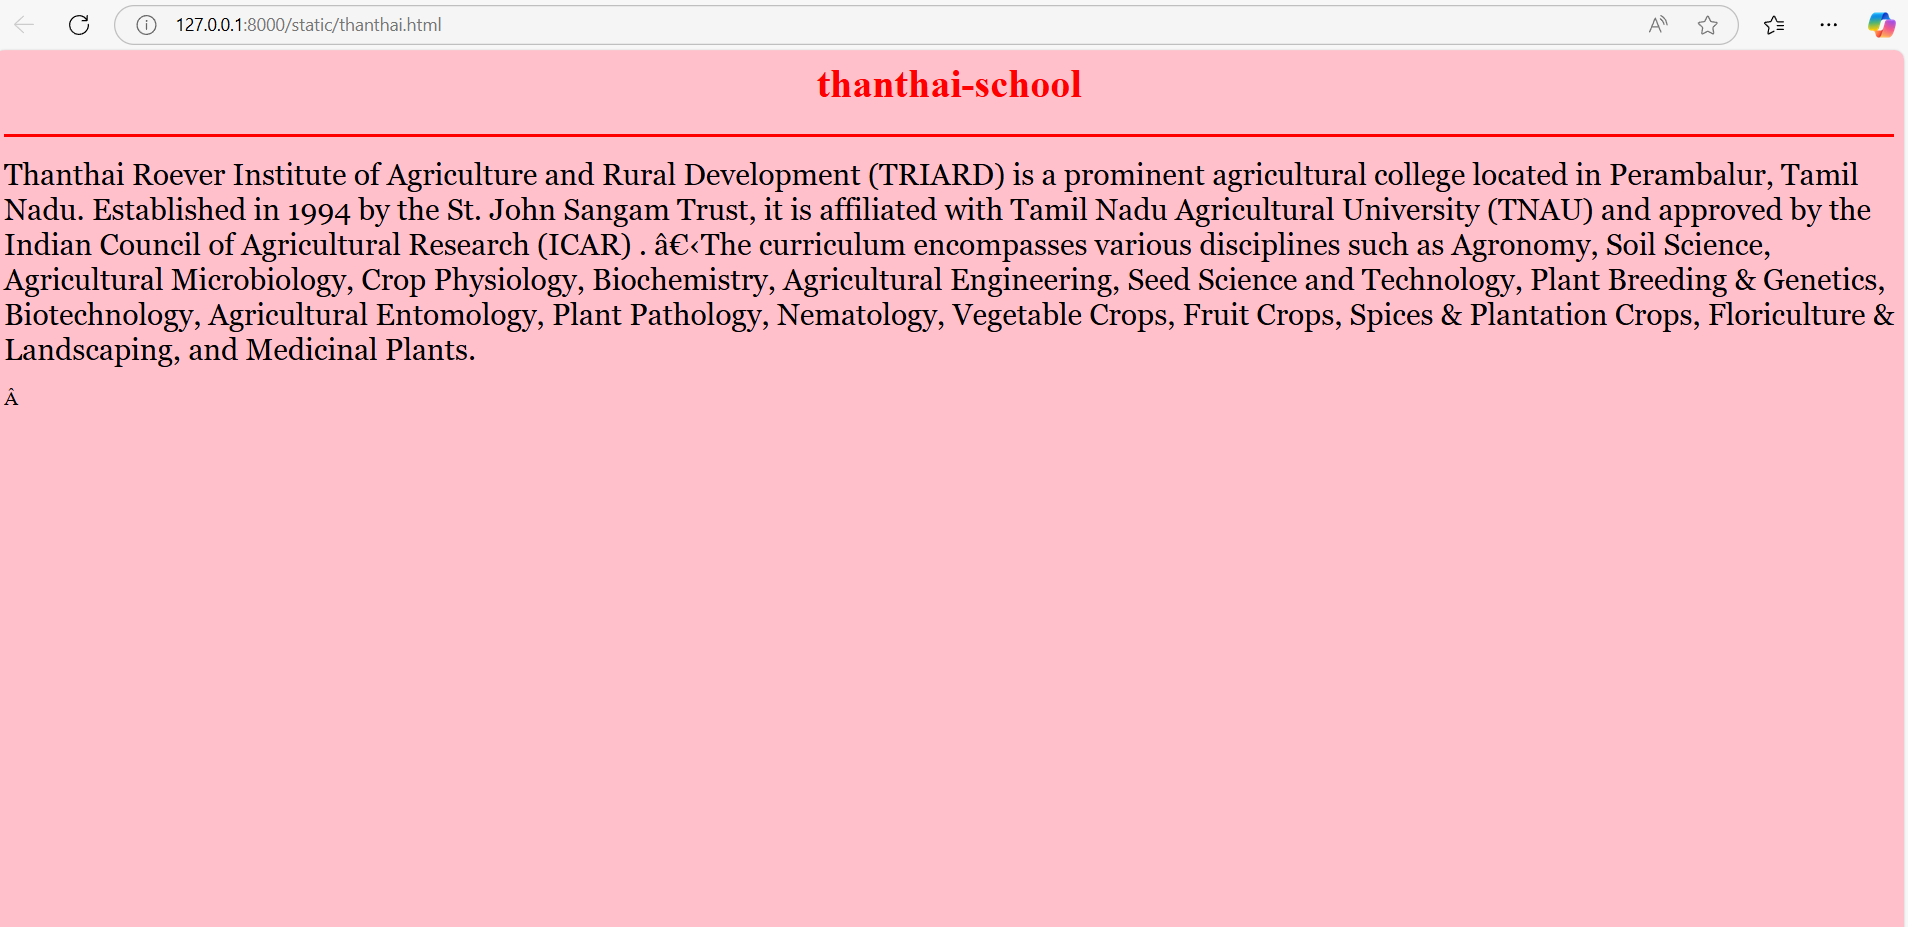 127.0.0.1:8000/static/thanthai.html
thanthai-school
Thanthai Roever Institute of Agriculture and Rural Development (TRIARD) is a prominent agricultural college located in Perambalur, Tamil
Nadu. Established in 1994 by the St. John Sangam Trust, it is affiliated with Tamil Nadu Agricultural University (TNAU) and approved by the
Indian Council of Agricultural Research (ICAR) . â€‹The curriculum encompasses various disciplines such as Agronomy, Soil Science,
Agricultural Microbiology, Crop Physiology, Biochemistry, Agricultural Engineering, Seed Science and Technology, Plant Breeding & Genetics,
Biotechnology, Agricultural Entomology, Plant Pathology, Nematology, Vegetable Crops, Fruit Crops, Spices & Plantation Crops, Floriculture &
Landscaping, and Medicinal Plants.
Â